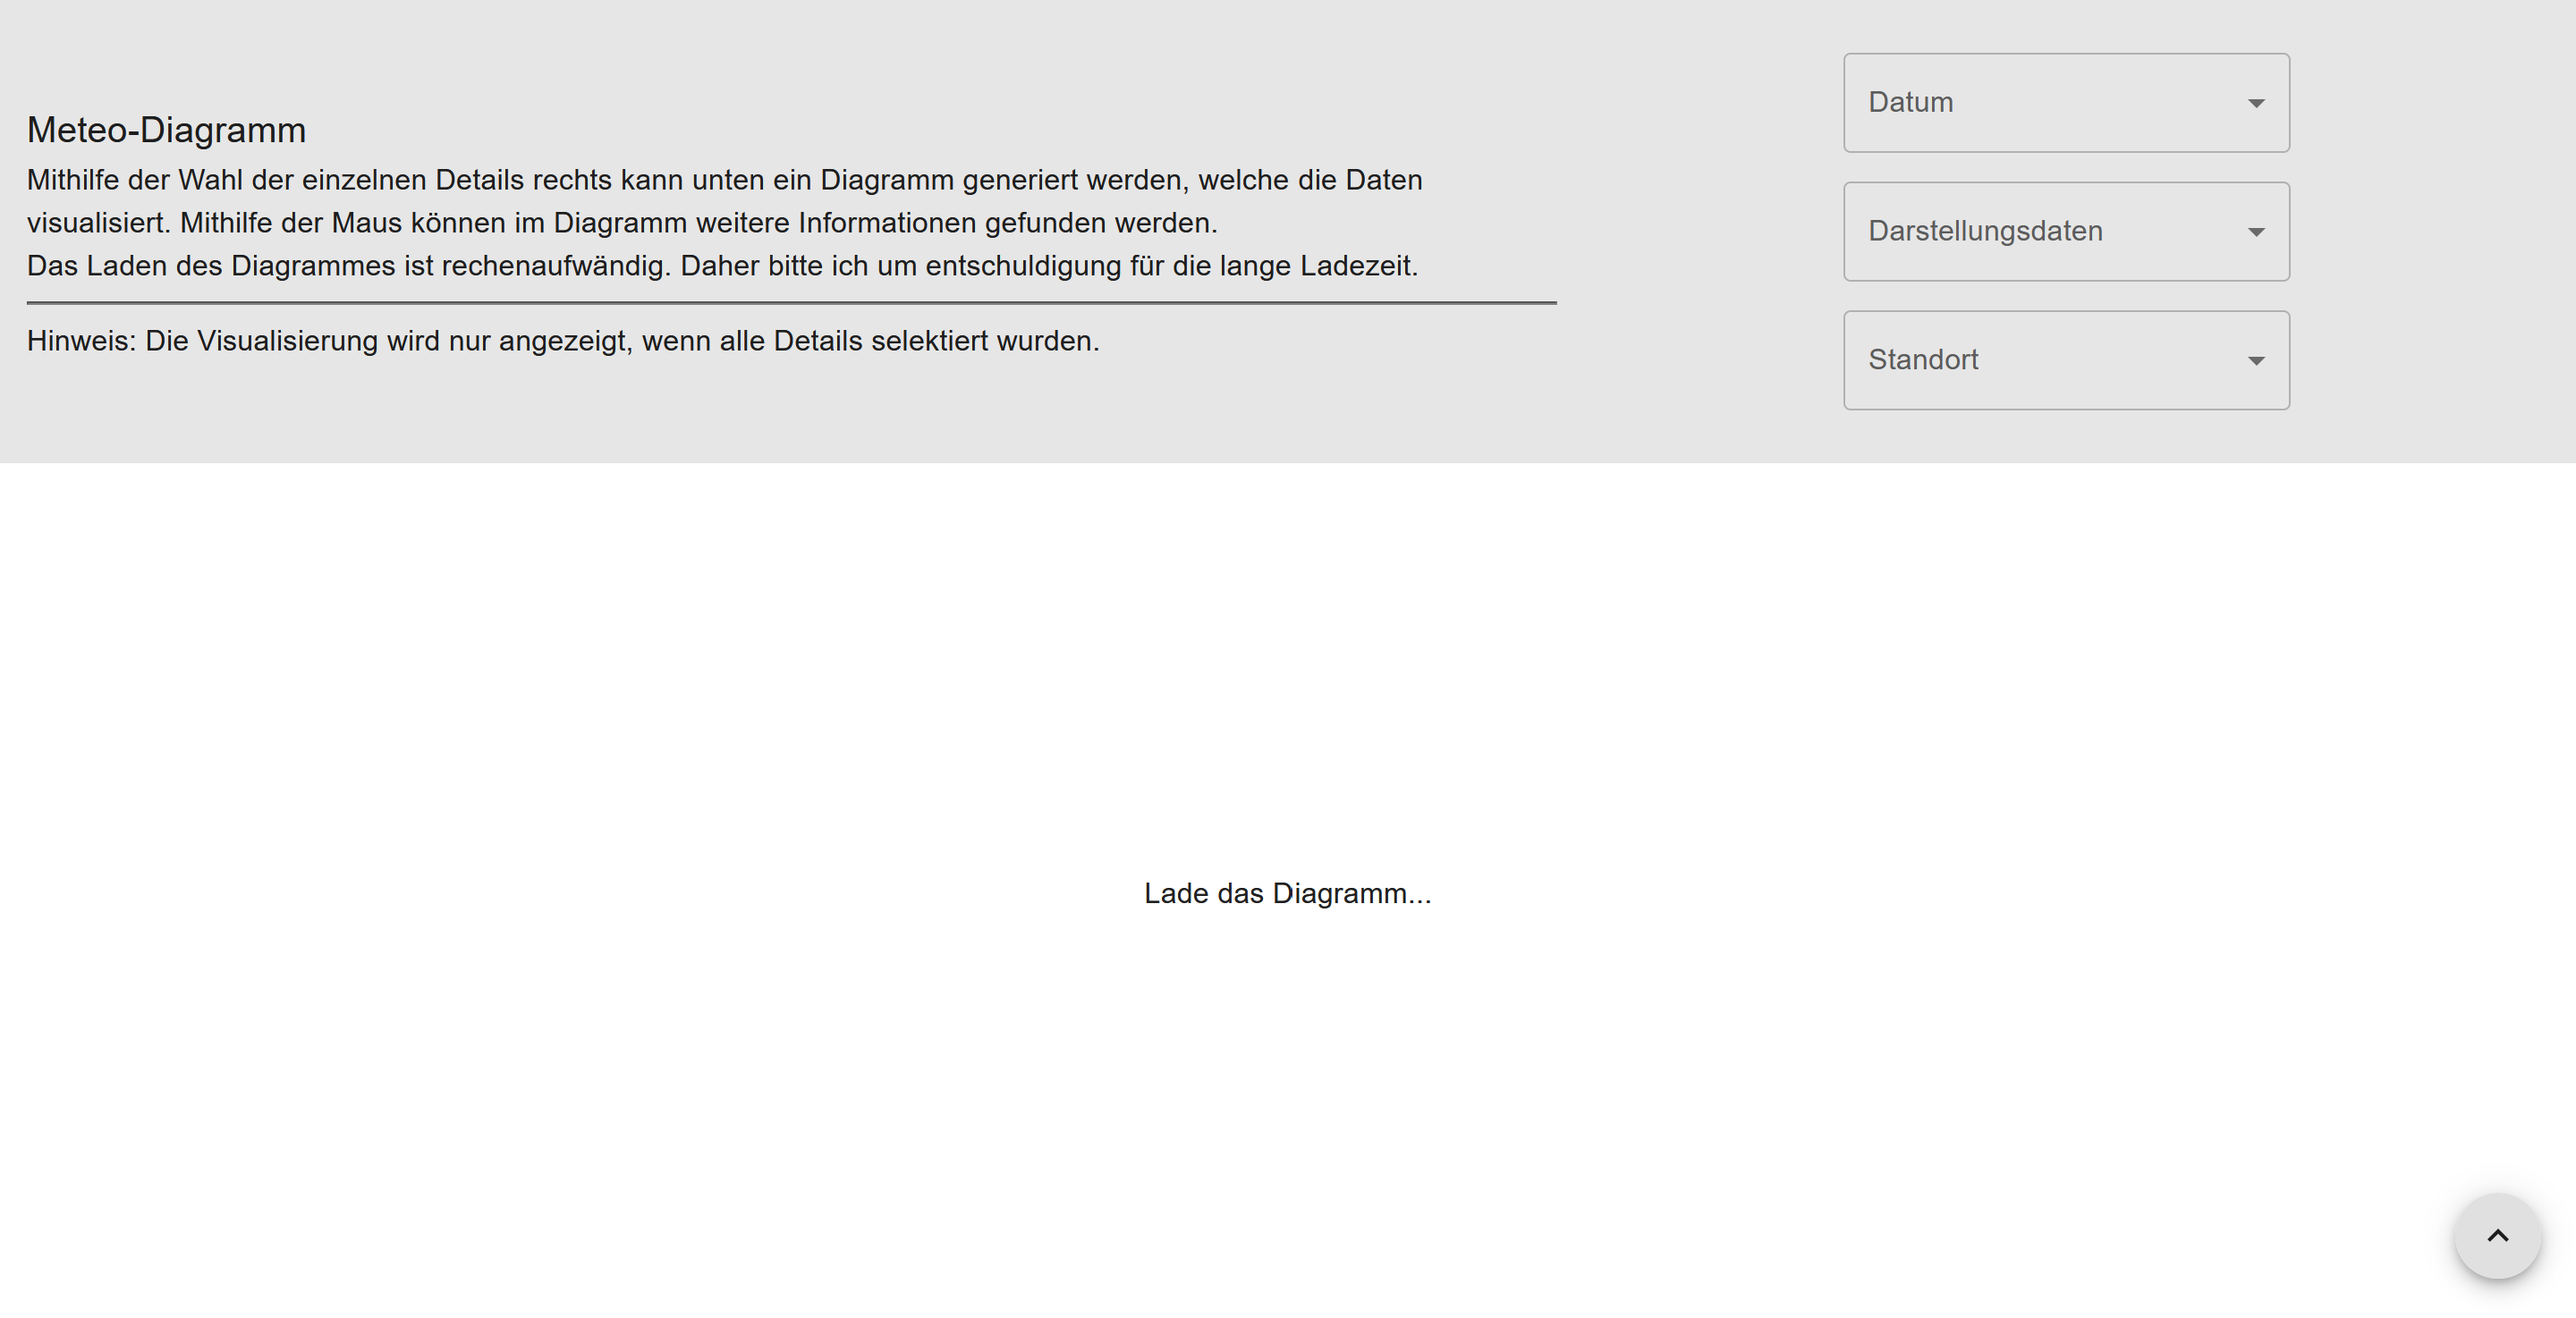 Meteo-Diagramm
Mithilfe der Wahl der einzelnen Details rechts kann unten ein Diagramm generiert werden, welche die Daten
visualisiert. Mithilfe der Maus können im Diagramm weitere Informationen gefunden werden.
Das Laden des Diagrammes ist rechenaufwändig. Daher bitte ich um entschuldigung für die lange Ladezeit.
Hinweis: Die Visualisierung wird nur angezeigt, wenn alle Details selektiert wurden.
Datum
Darstellungsdaten
Standort
Lade das Diagramm...